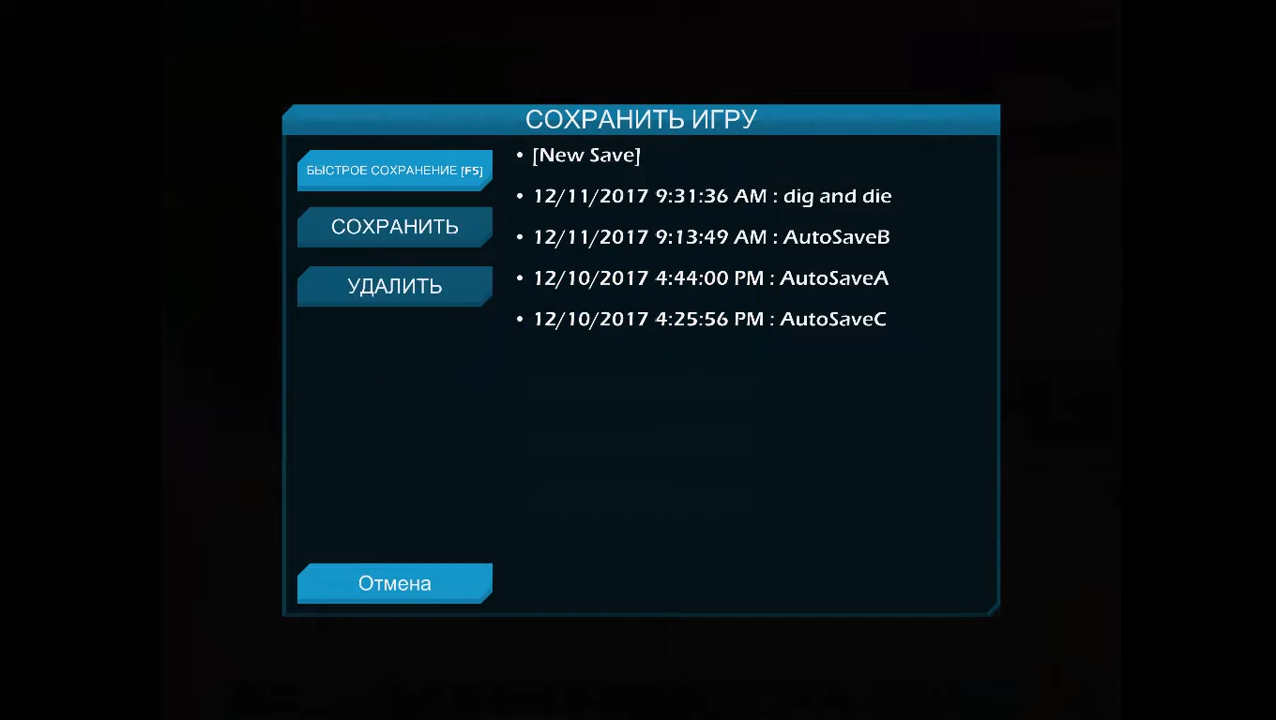 СОХРАНИТЬ ИГРУ
БЫСТРОЕ СОХРАНЕНИЕ [F5]
СОХРАНИТЬ
УДАЛИТЬ
Отмена
• [New Save]
• 12/11/2017 9:31:36 AM : dig and die
• 12/11/2017 9:13:49 AM : AutoSaveB
• 12/10/2017 4:44:00 PM : AutoSaveA
• 12/10/2017 4:25:56 PM : AutoSaveC